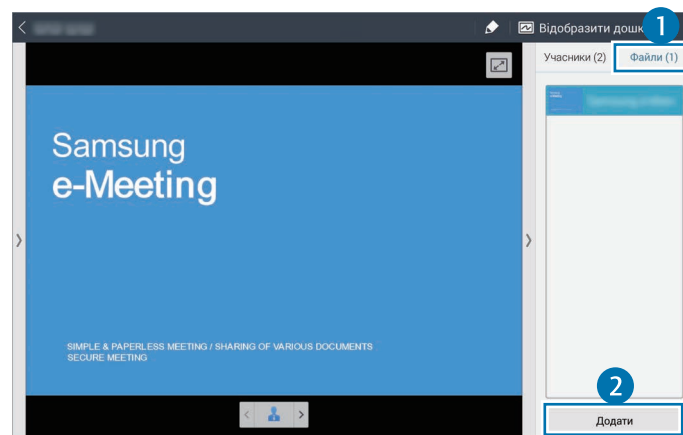 Відобразити дошк
1
Учасники (2)
Файли (1)
Samsung
e-Meeting
SIMPLE & PAPERLESS MEETING / SHARING OF VARIOUS DOCUMENTS
SECURE MEETING
2
Додати